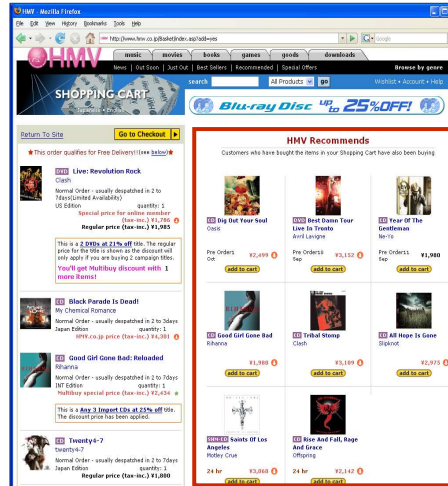 HMV - Mozilla Firefox
File Edit View History Bookmarks Tools Help
http://www.hmv.co.jp/Basket/index.asp?add=yes
Google
HMV
music movies books games goods downloads
News | Out Soon | Just Out | Best Sellers | Recommended | Special Offers
Browse by genre
search All Products go
Wishlist • Account • Help
SHOPPING CART
Japanese • English
Blu-ray Disc Up to 25%OFF!
Return To Site
Go to Checkout
★This order qualifies for Free Delivery!!(see below)★
DVD Live: Revolution Rock
Clash
Normal Order - usually despatched in 2 to
7days(Limited Availability)
US Edition quantity: 1
Special price for online member
(tax-inc.) ¥1,786
Regular price (tax-inc.) ¥1,985
This is a 2 DVDs at 21% off title. The regular
price for the title is shown as the discount will
only apply if you are buying 2 campaign titles.
You'll get Multibuy discount with 1
more items!
CD Black Parade Is Dead!
My Chemical Romance
Normal Order - usually despatched in 2 to 3days
Japan Edition quantity: 1
HMV.co.jp price (tax-inc.) ¥4,301
CD Good Girl Gone Bad: Reloaded
Rihanna
Normal Order - usually despatched in 2 to 7days
INT Edition quantity: 1
Multibuy special price (tax-inc.) ¥2,434
This is a Any 3 Import CDs at 25% off title.
The discount price has been applied.
CD Twenty4-7
twenty4-7
Normal Order - usually despatched in 2 to 3days
Japan Edition quantity: 1
Regular price (tax-inc.) ¥1,800
HMV Recommends
Customers who have bought the items in your Shopping Cart have also been buying
CD Dig Out Your Soul
Oasis
Pre Order1
Oct
¥2,499
add to cart
DVD Best Damn Tour
Live In Tronto
Avril Lavigne
Pre Order10
Sep
¥3,152
add to cart
CD Year Of The
Gentleman
Ne-Yo
Pre Order11
Sep
¥1,980
add to cart
CD Good Girl Gone Bad
Rihanna
¥1,988
add to cart
CD Tribal Stomp
Clash
¥3,109
add to cart
CD All Hope Is Gone
Slipknot
¥2,975
add to cart
SHM-CD Saints Of Los
Angeles
Motley Crue
24 hr ¥3,060
add to cart
CD Rise And Fall, Rage
And Grace
Offspring
24 hr ¥2,142
add to cart